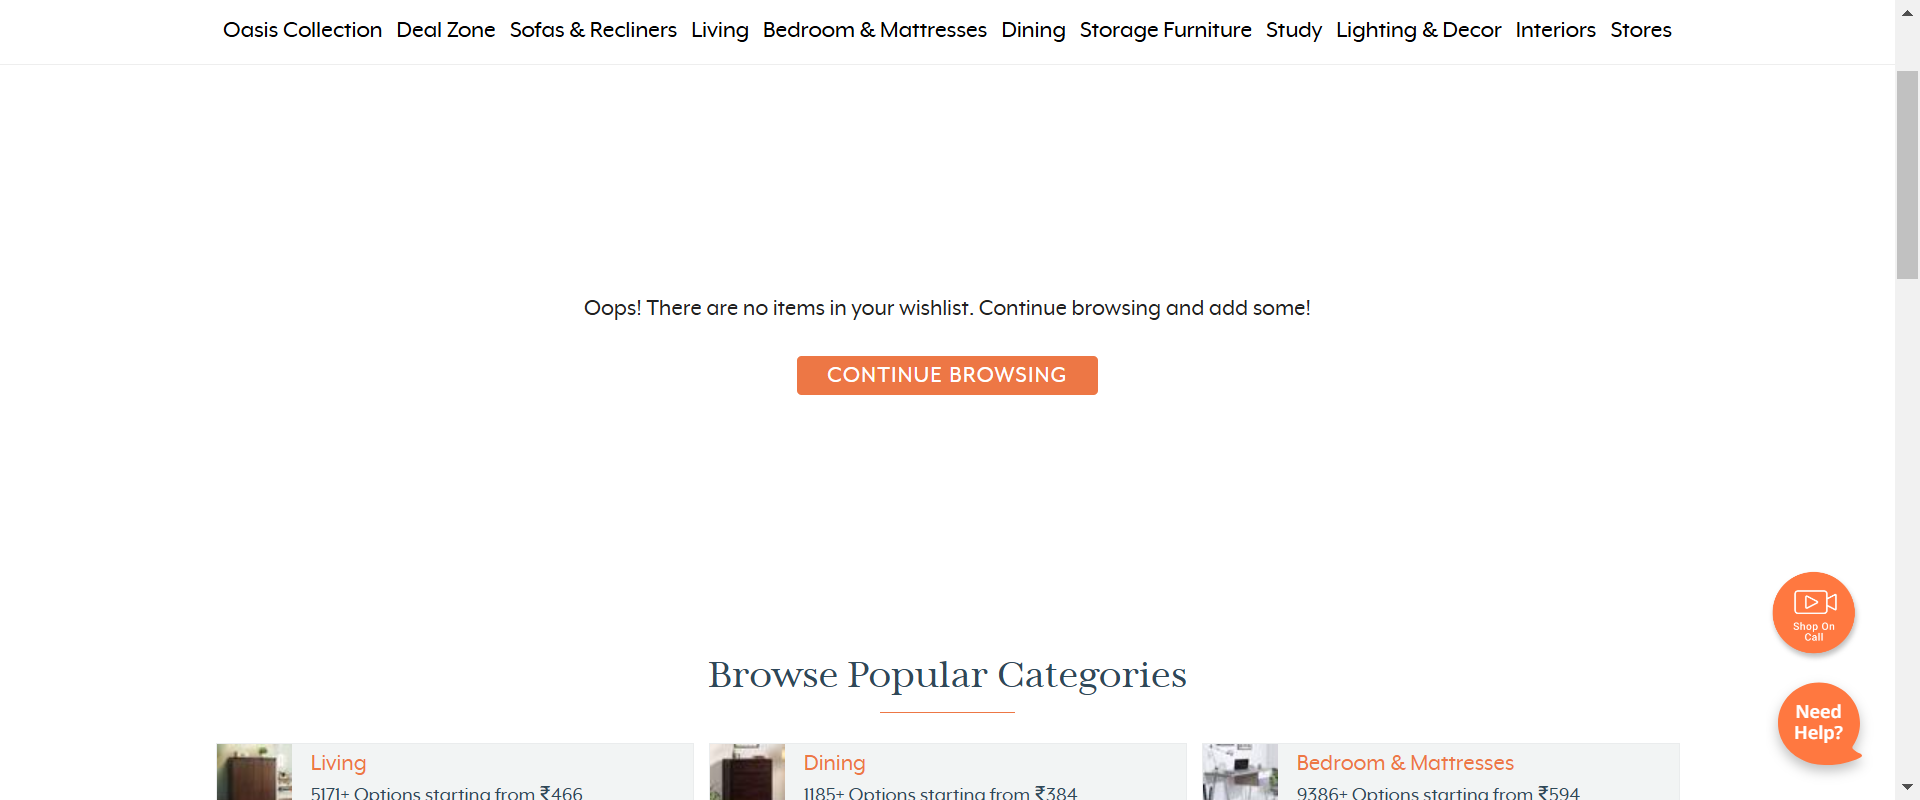 Oasis Collection Deal Zone Sofas & Recliners Living Bedroom & Mattresses Dining Storage Furniture Study Lighting & Decor Interiors Stores
Oops! There are no items in your wishlist. Continue browsing and add some!
CONTINUE BROWSING
Shop On
Call
Need
Help?
Browse Popular Categories
Living
5171+ Options starting from ₹466
Dining
1185+ Options starting from ₹384
Bedroom & Mattresses
9386+ Options starting from ₹594